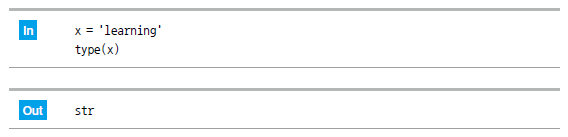 In
x = 'learning'
type(x)
Out
str